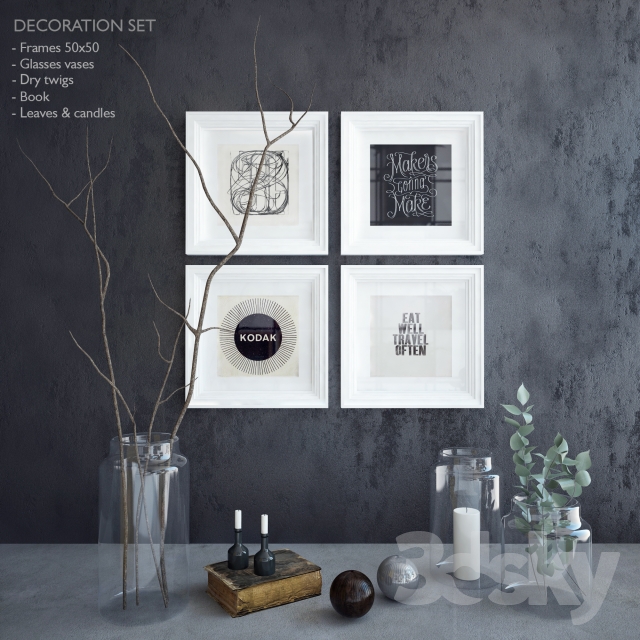 DECORATION SET
- Frames 50x50
- Glasses vases
- Dry twigs
- Book
- Leaves & candles
Makers
gonna
Make
KODAK
EAT
WELL
TRAVEL
OFTEN
3dsky